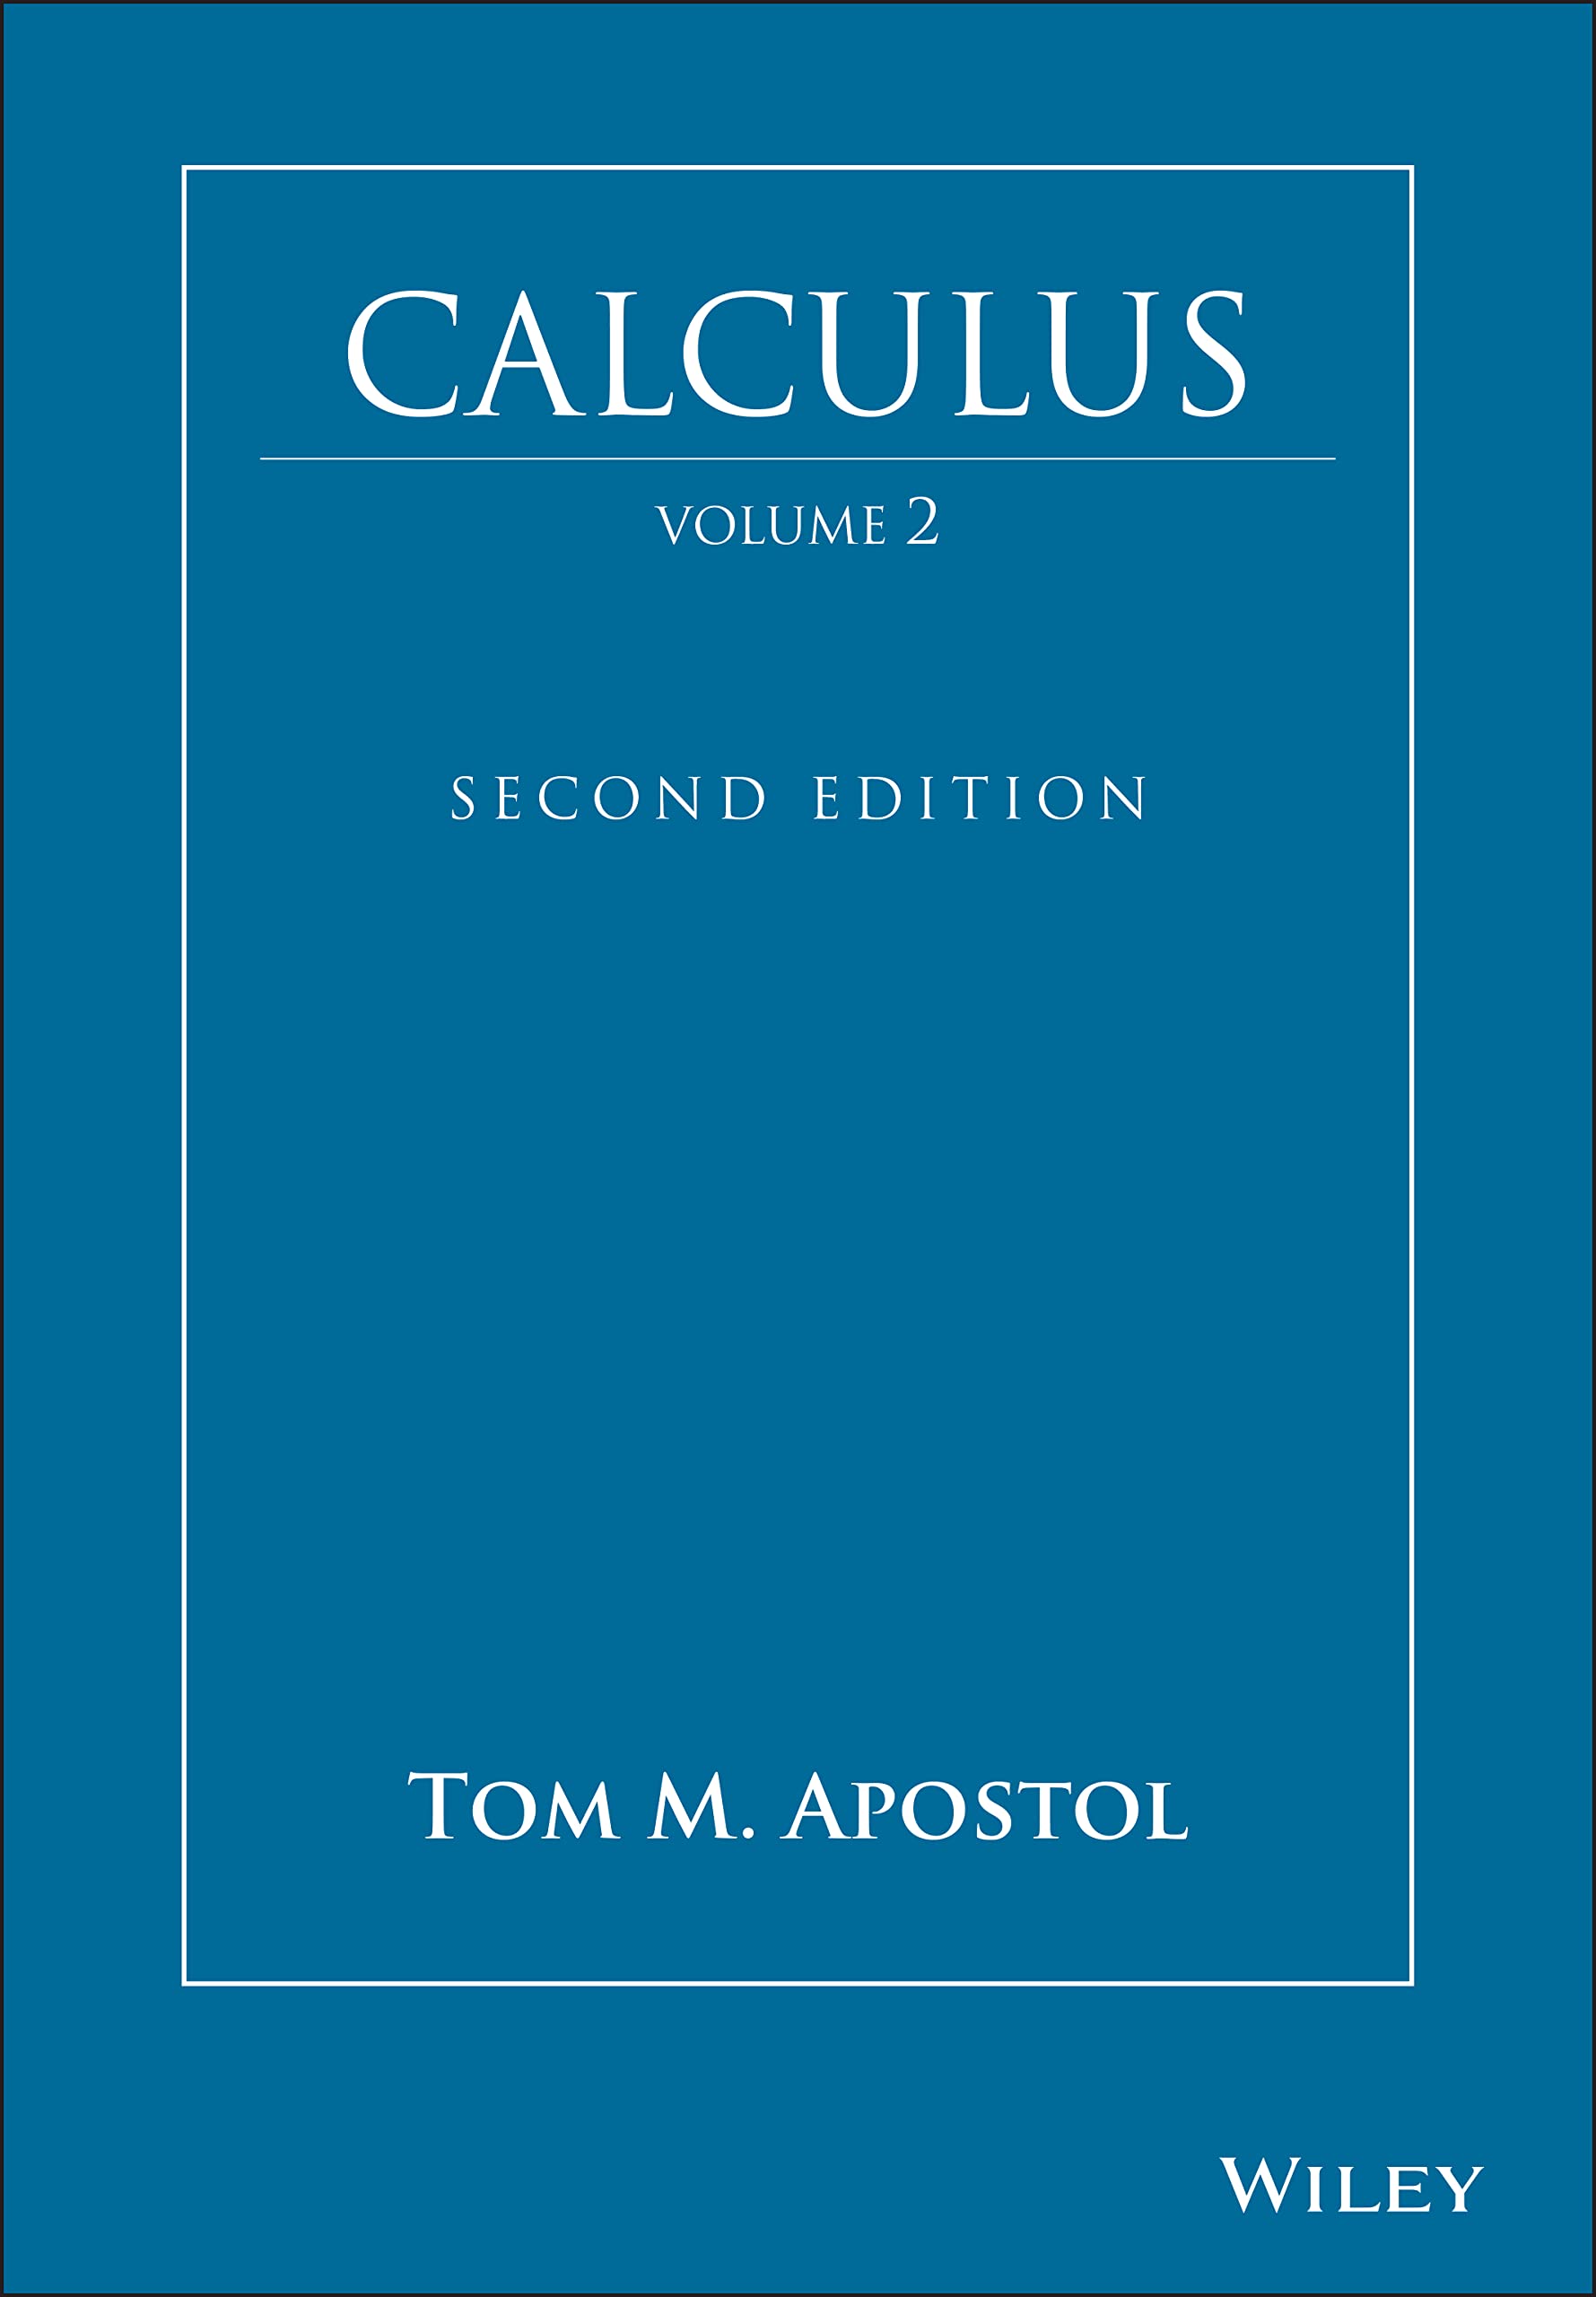 CALCULUS
VOLUME 2
SECOND EDITION
TOM M. APOSTOL
WILEY